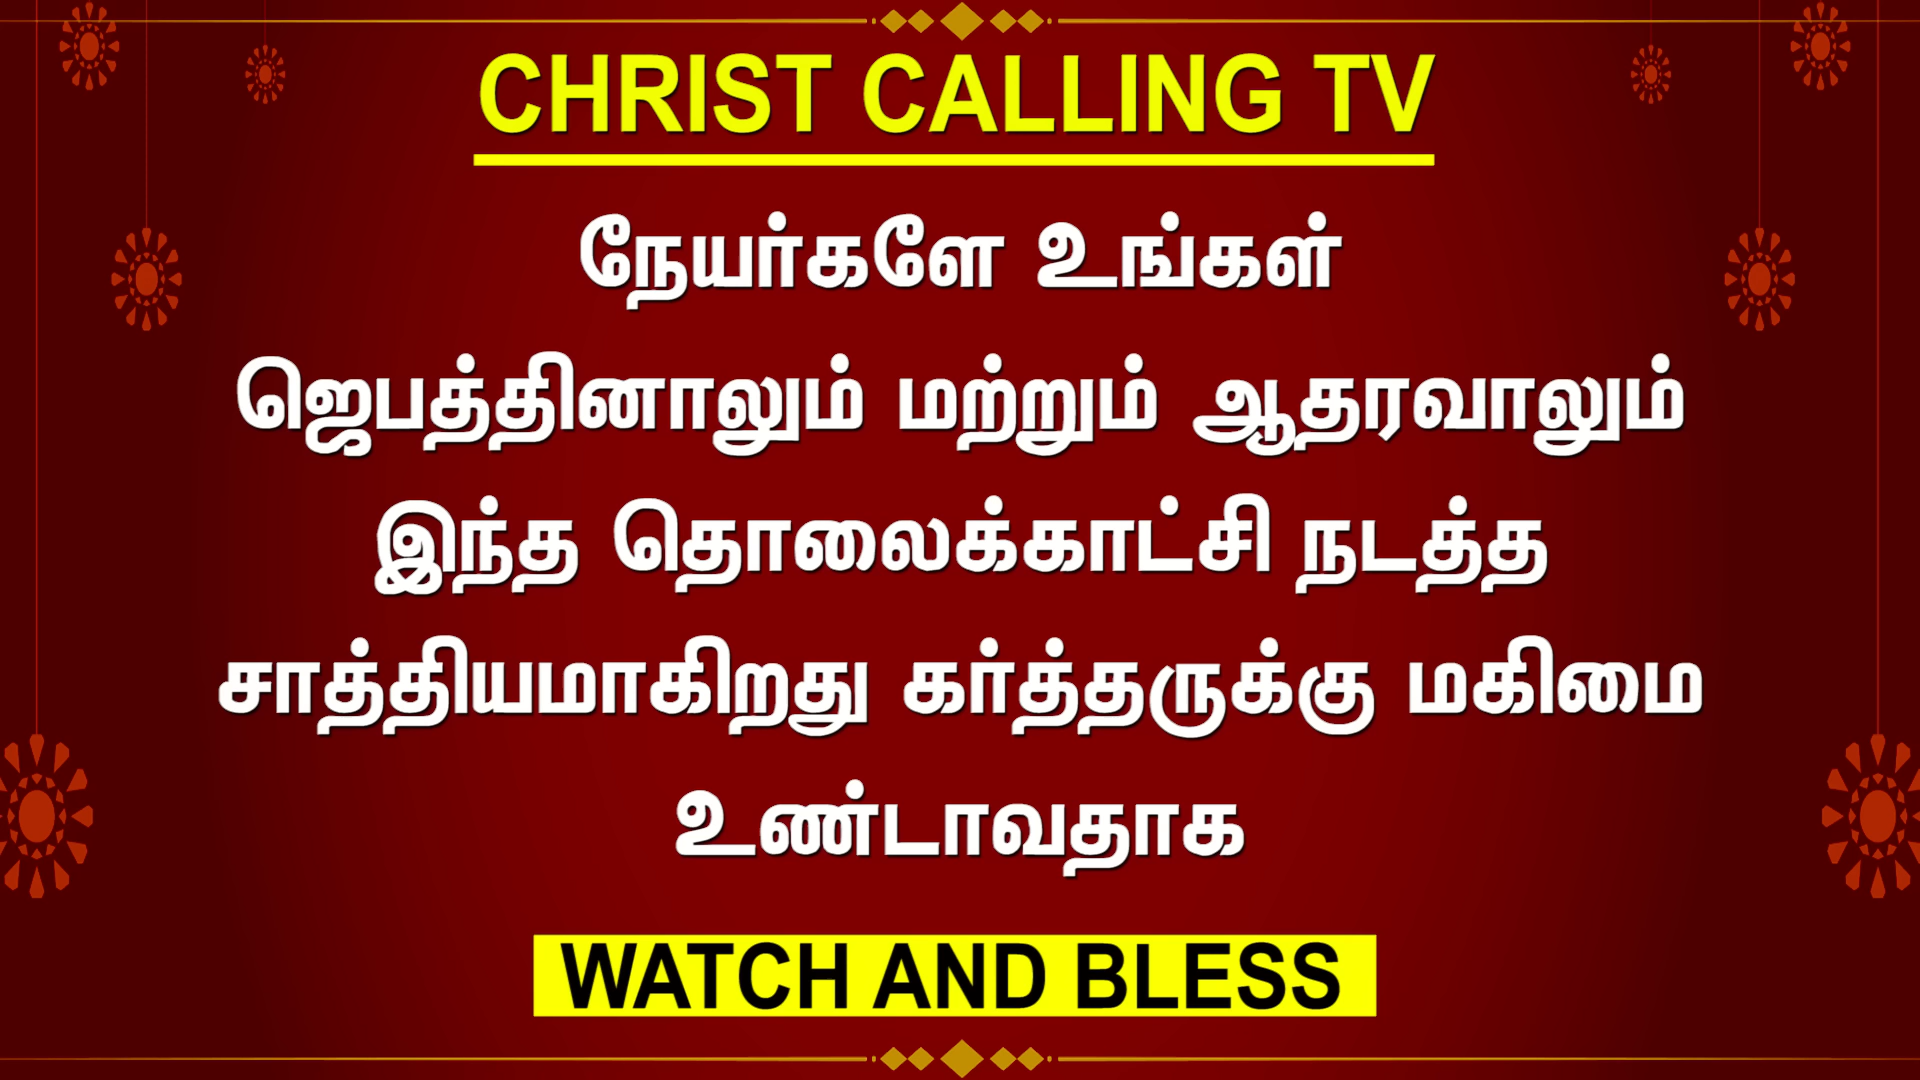 CHRIST CALLING TV
நேயர்களே உங்கள்
ஜெபத்தினாலும் மற்றும் ஆதரவாலும்
இந்த தொலைக்காட்சி நடத்த
சாத்தியமாகிறது கர்த்தருக்கு மகிமை
உண்டாவதாக
WATCH AND BLESS